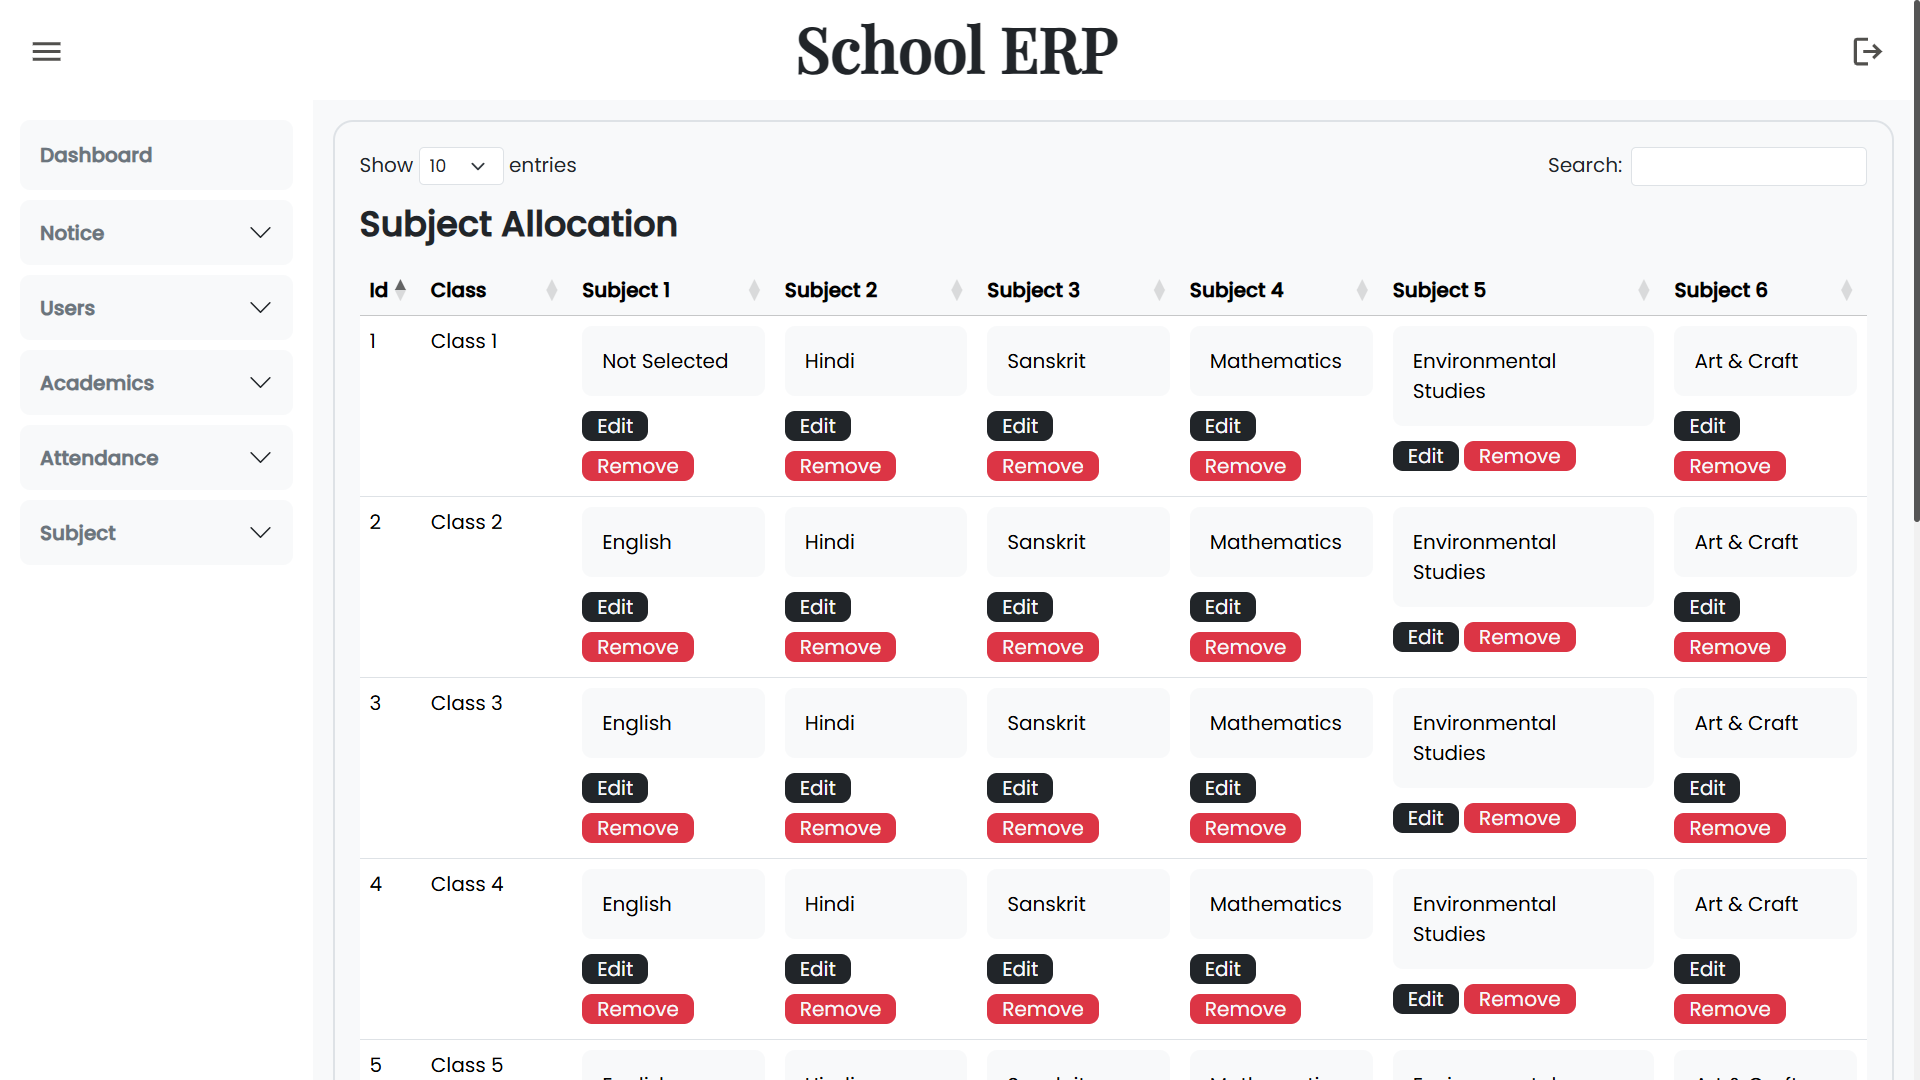 School ERP
Dashboard
Notice
Users
Academics
Attendance
Subject
Show 10 entries
Search:
Subject Allocation
Id Class Subject 1 Subject 2 Subject 3 Subject 4 Subject 5 Subject 6
1 Class 1 Not Selected Hindi Sanskrit Mathematics Environmental Art & Craft
Studies
Edit Edit Edit Edit Edit Remove Edit
Remove Remove Remove Remove Remove
2 Class 2 English Hindi Sanskrit Mathematics Environmental Art & Craft
Studies
Edit Edit Edit Edit Edit Remove Edit
Remove Remove Remove Remove Remove
3 Class 3 English Hindi Sanskrit Mathematics Environmental Art & Craft
Studies
Edit Edit Edit Edit Edit Remove Edit
Remove Remove Remove Remove Remove
4 Class 4 English Hindi Sanskrit Mathematics Environmental Art & Craft
Studies
Edit Edit Edit Edit Edit Remove Edit
Remove Remove Remove Remove Remove
5 Class 5